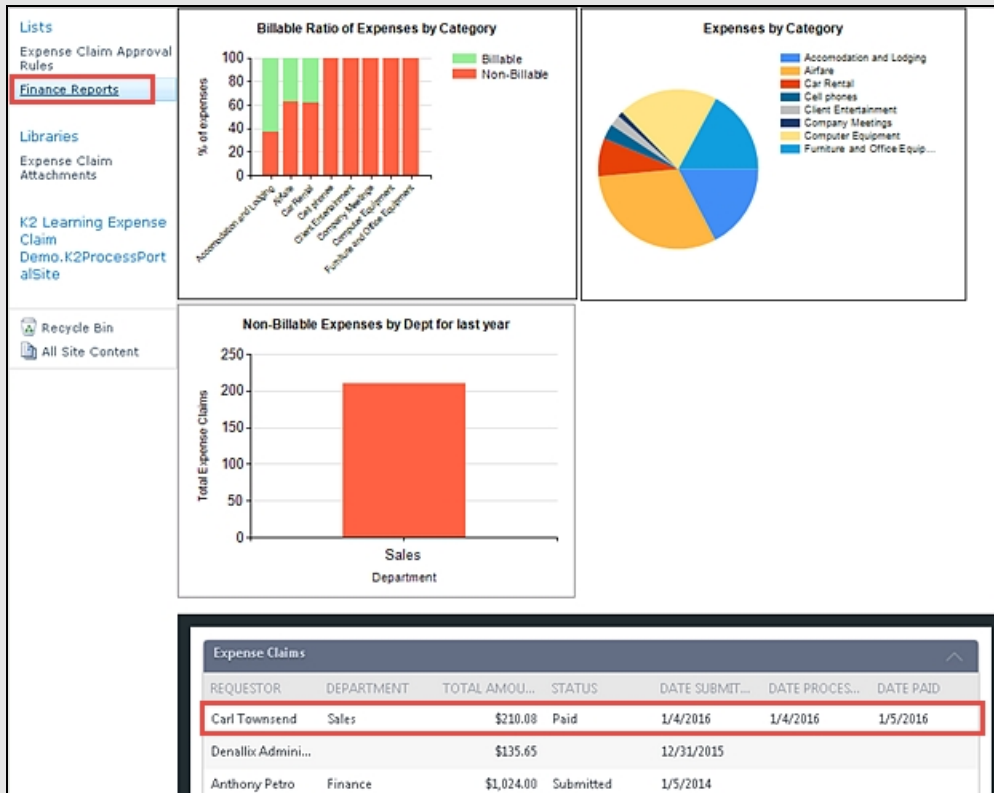 Lists
Expense Claim Approval
Rules
Finance Reports
Libraries
Expense Claim
Attachments
K2 Learning Expense
Claim
Demo.K2ProcessPort
alSite
Recycle Bin
All Site Content
Billable Ratio of Expenses by Category
Billable
Non-Billable
% of expenses
100
80
60
40
20
0
Accomodation and Lodging
Airfare
Car Rental
Cell phones
Client Entertainment
Company Meetings
Computer Equipment
Furniture and Office Equipment
Expenses by Category
Accomodation and Lodging
Airfare
Car Rental
Cell phones
Client Entertainment
Company Meetings
Computer Equipment
Furniture and Office Equip...
Non-Billable Expenses by Dept for last year
Total Expense Claims
250
200
150
100
50
0
Sales
Department
Expense Claims
REQUESTOR DEPARTMENT TOTAL AMOU... STATUS DATE SUBMIT... DATE PROCES... DATE PAID
Carl Townsend Sales $210.08 Paid 1/4/2016 1/4/2016 1/5/2016
Denallix Admini... $135.65 12/31/2015
Anthony Petro Finance $1,024.00 Submitted 1/5/2014